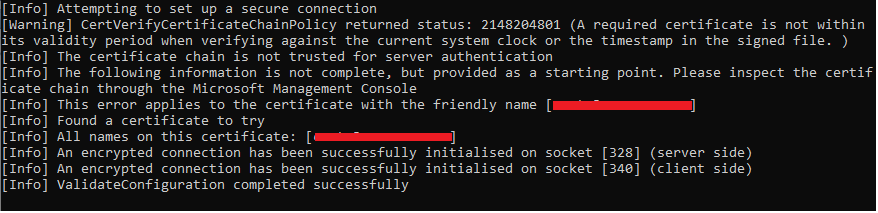 [Info] Attempting to set up a secure connection
[Warning] CertVerifyCertificateChainPolicy returned status: 2148204801 (A required certificate is not within
its validity period when verifying against the current system clock or the timestamp in the signed file. )
[Info] The certificate chain is not trusted for server authentication
[Info] The following information is not complete, but provided as a starting point. Please inspect the certif
icate chain through the Microsoft Management Console
[Info] This error applies to the certificate with the friendly name [ ]
[Info] Found a certificate to try
[Info] All names on this certificate: [ ]
[Info] An encrypted connection has been successfully initialised on socket [328] (server side)
[Info] An encrypted connection has been successfully initialised on socket [340] (client side)
[Info] ValidateConfiguration completed successfully